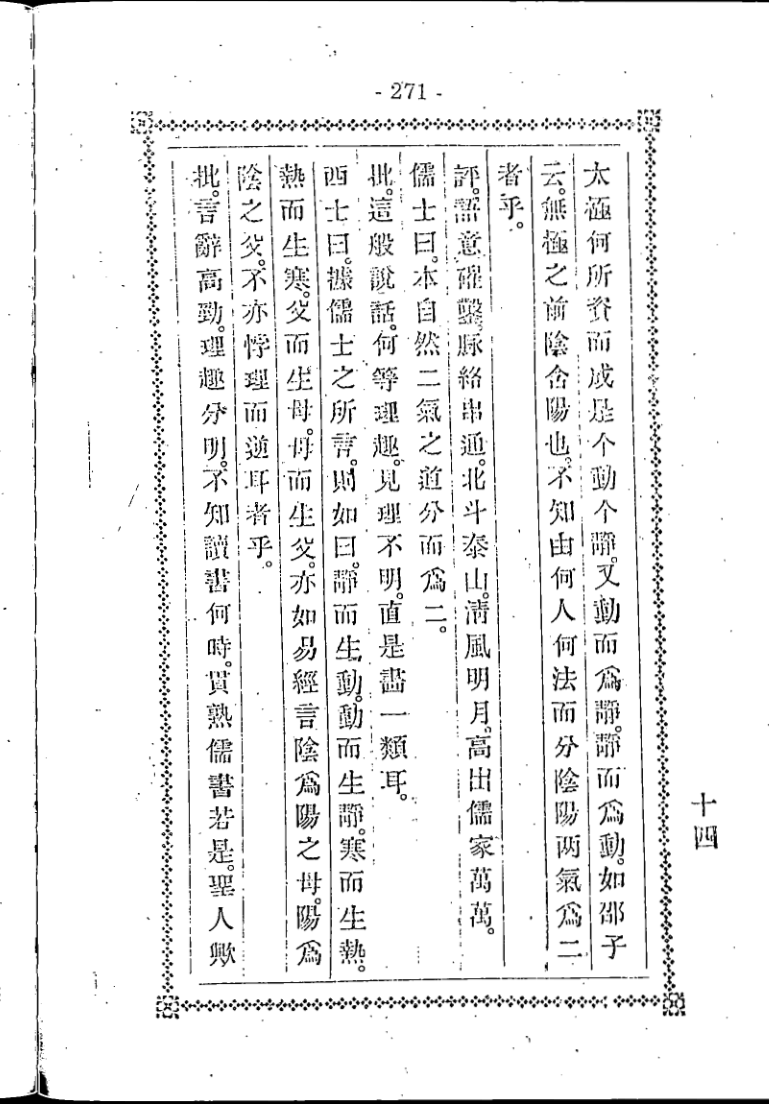 - 271 -
太極何所資而成是个動个靜。又動而爲靜。靜而爲動。如邵子
云。無極之前陰含陽也。不知由何人何法而分陰陽两氣爲二
者乎。
評。語意確鑿。脉絡串通。北斗泰山。清風明月。高出儒家萬萬。
儒士曰。本自然二氣之道分而爲二。
批。這般說話。何等理趣。見理不明。直是畵一類耳。
西士曰。據儒士之所言。則如曰。靜而生動。動而生靜。寒而生熱。
熱而生寒。父而生母。母而生父。亦如易經言陰爲陽之母。陽爲
陰之父。不亦悖理而逆耳者乎。
批。言辭高勁。理趣分明。不知讀書何時。貫熟儒書若是。聖人歟
十四